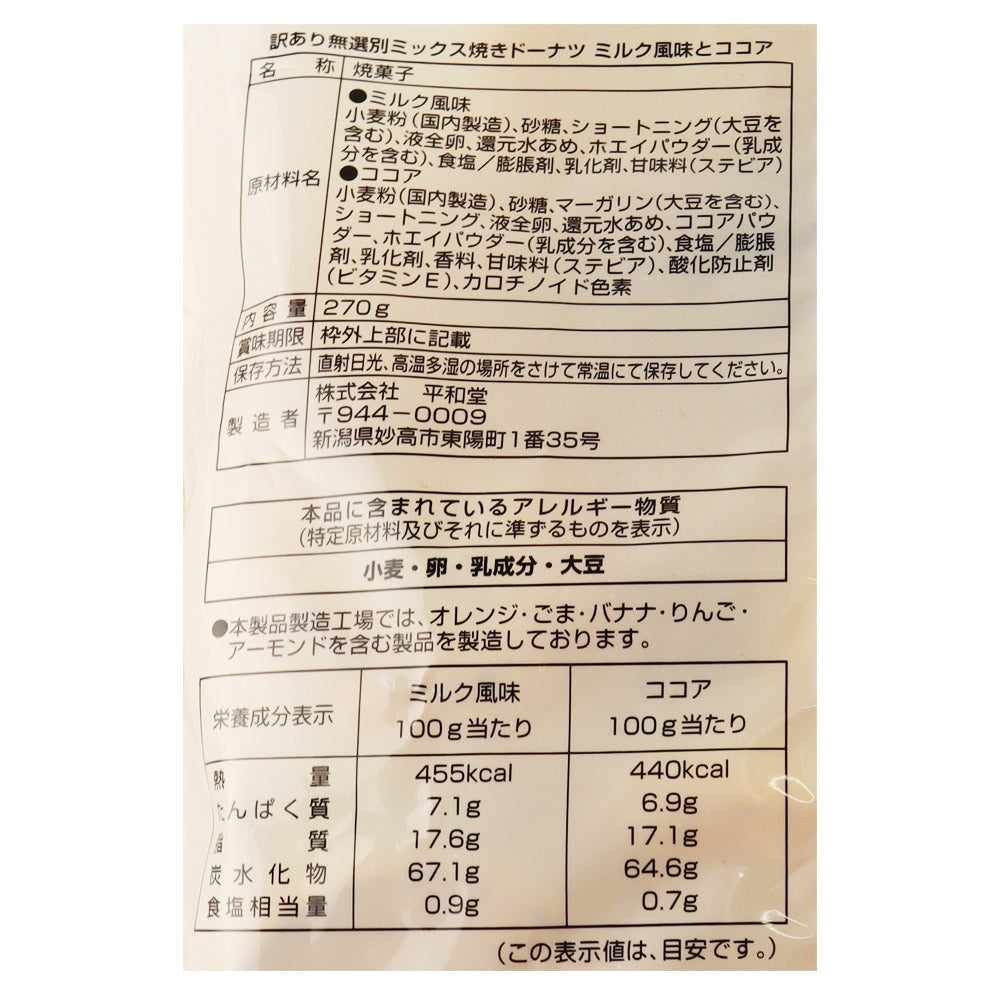 訳あり無選別ミックス焼きドーナツ ミルク風味とココア
名称 焼菓子
原材料名
●ミルク風味
小麦粉(国内製造)、砂糖、ショートニング(大豆を
含む)、液全卵、還元水あめ、ホエイパウダー(乳成
分を含む)、食塩/膨脹剤、乳化剤、甘味料(ステビア)
●ココア
小麦粉(国内製造)、砂糖、マーガリン(大豆を含む)、
ショートニング、液全卵、還元水あめ、ココアパウ
ダー、ホエイパウダー(乳成分を含む)、食塩/膨脹
剤、乳化剤、香料、甘味料(ステビア)、酸化防止剤
(ビタミンE)、カロチノイド色素
内容量 270g
賞味期限 枠外上部に記載
保存方法 直射日光、高温多湿の場所をさけて常温にて保存してください。
製造者
株式会社 平和堂
〒944-0009
新潟県妙高市東陽町1番35号
本品に含まれているアレルギー物質
(特定原材料及びそれに準ずるものを表示)
小麦・卵・乳成分・大豆
●本製品製造工場では、オレンジ・ごま・バナナ・りんご・
アーモンドを含む製品を製造しております。
栄養成分表示 ミルク風味 100g当たり ココア 100g当たり
熱量 455kcal 440kcal
たんぱく質 7.1g 6.9g
脂質 17.6g 17.1g
炭水化物 67.1g 64.6g
食塩相当量 0.9g 0.7g
(この表示値は、目安です。)